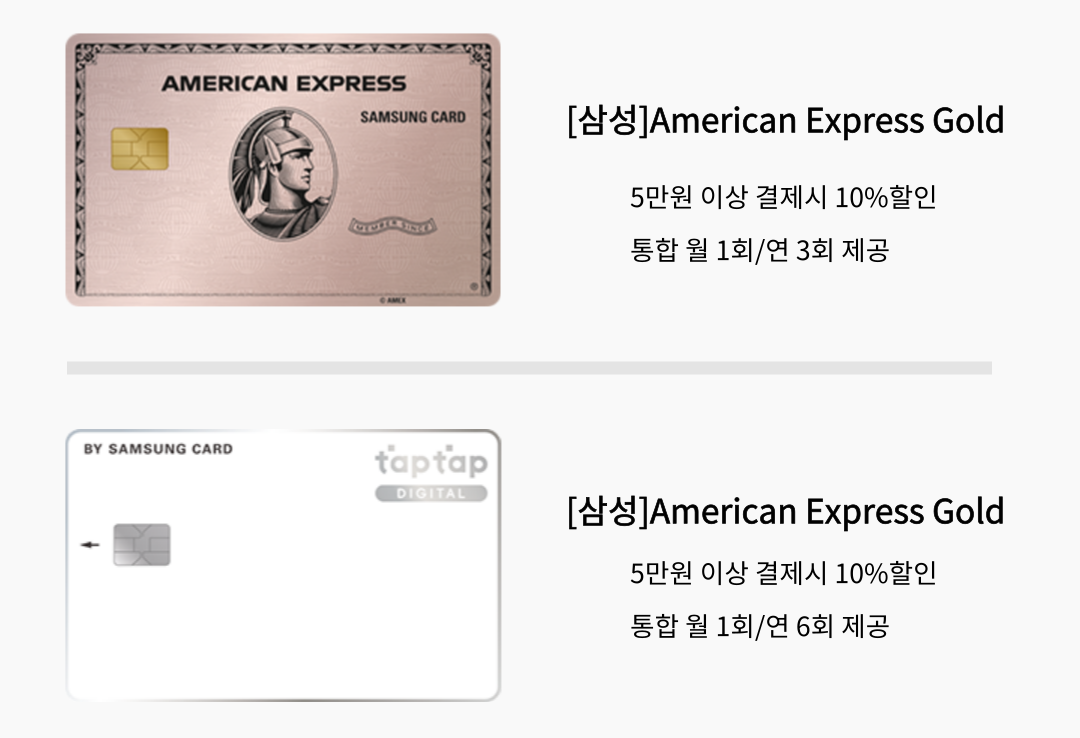 AMERICAN EXPRESS
SAMSUNG CARD
MEMBER SINCE
® 
© AMEX
[삼성]American Express Gold
5만원 이상 결제시 10%할인
통합 월 1회/연 3회 제공
BY SAMSUNG CARD
taptap
DIGITAL
[삼성]American Express Gold
5만원 이상 결제시 10%할인
통합 월 1회/연 6회 제공